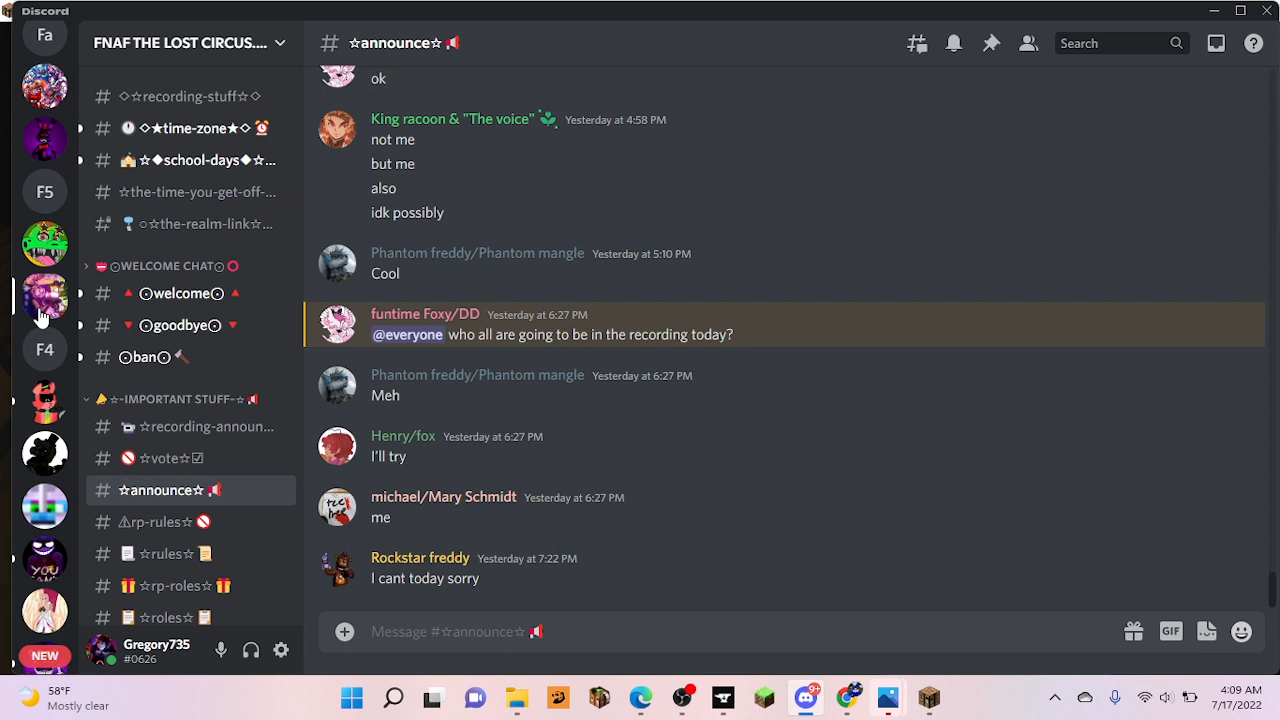 Discord
Fa
F5
F4
NEW
FNAF THE LOST CIRCUS....
◇☆recording-stuff☆◇
◇★time-zone★◇
☆◆school-days◆☆...
☆the-time-you-get-off-...
○☆the-realm-link☆...
⊙WELCOME CHAT⊙
⊙welcome⊙
⊙goodbye⊙
⊙ban⊙
☆-IMPORTANT STUFF-☆
☆recording-announ...
☆vote☆☑
☆announce☆
⚠rp-rules☆
☆rules☆
☆rp-roles☆
☆roles☆
Gregory735
#0626
# ☆announce☆
Search
ok
King racoon & "The voice" Yesterday at 4:58 PM
not me
but me
also
idk possibly
Phantom freddy/Phantom mangle Yesterday at 5:10 PM
Cool
funtime Foxy/DD Yesterday at 6:27 PM
@everyone who all are going to be in the recording today?
Phantom freddy/Phantom mangle Yesterday at 6:27 PM
Meh
Henry/fox Yesterday at 6:27 PM
I'll try
michael/Mary Schmidt Yesterday at 6:27 PM
me
Rockstar freddy Yesterday at 7:22 PM
I cant today sorry
Message #☆announce☆
GIF
58°F
Mostly clear
9+
4:09 AM
7/17/2022